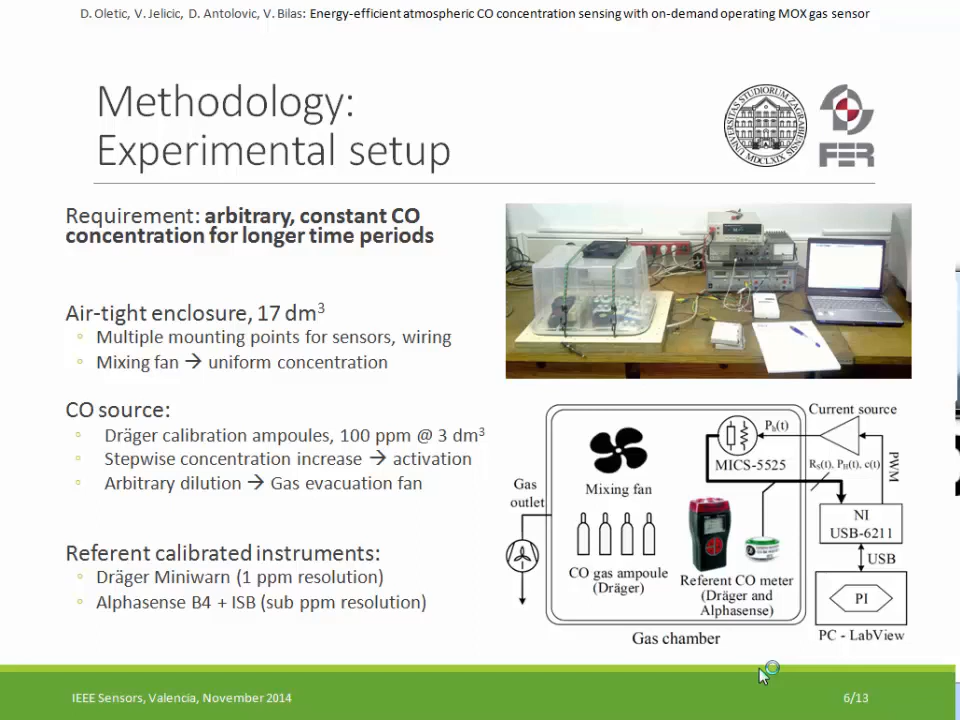 D. Oletic, V. Jelicic, D. Antolovic, V. Bilas: Energy-efficient atmospheric CO concentration sensing with on-demand operating MOX gas sensor
Methodology:
Experimental setup
UNIVERSITAS STUDIORUM ZAGRABIENSIS
MDCLXIX
FER
Requirement: arbitrary, constant CO
concentration for longer time periods
Air-tight enclosure, 17 dm³
▫ Multiple mounting points for sensors, wiring
▫ Mixing fan → uniform concentration
CO source:
▫ Dräger calibration ampoules, 100 ppm @ 3 dm³
▫ Stepwise concentration increase → activation
▫ Arbitrary dilution → Gas evacuation fan
Referent calibrated instruments:
▫ Dräger Miniwarn (1 ppm resolution)
▫ Alphasense B4 + ISB (sub ppm resolution)
Gas
outlet
Mixing fan
CO gas ampoule
(Dräger)
MICS-5525
Pₕ(t)
Current source
Rₛ(t), P_H(t), c(t)
PWM
Referent CO meter
(Dräger and
Alphasense)
NI
USB-6211
USB
PI
PC - LabView
Gas chamber
IEEE Sensors, Valencia, November 2014
6/13